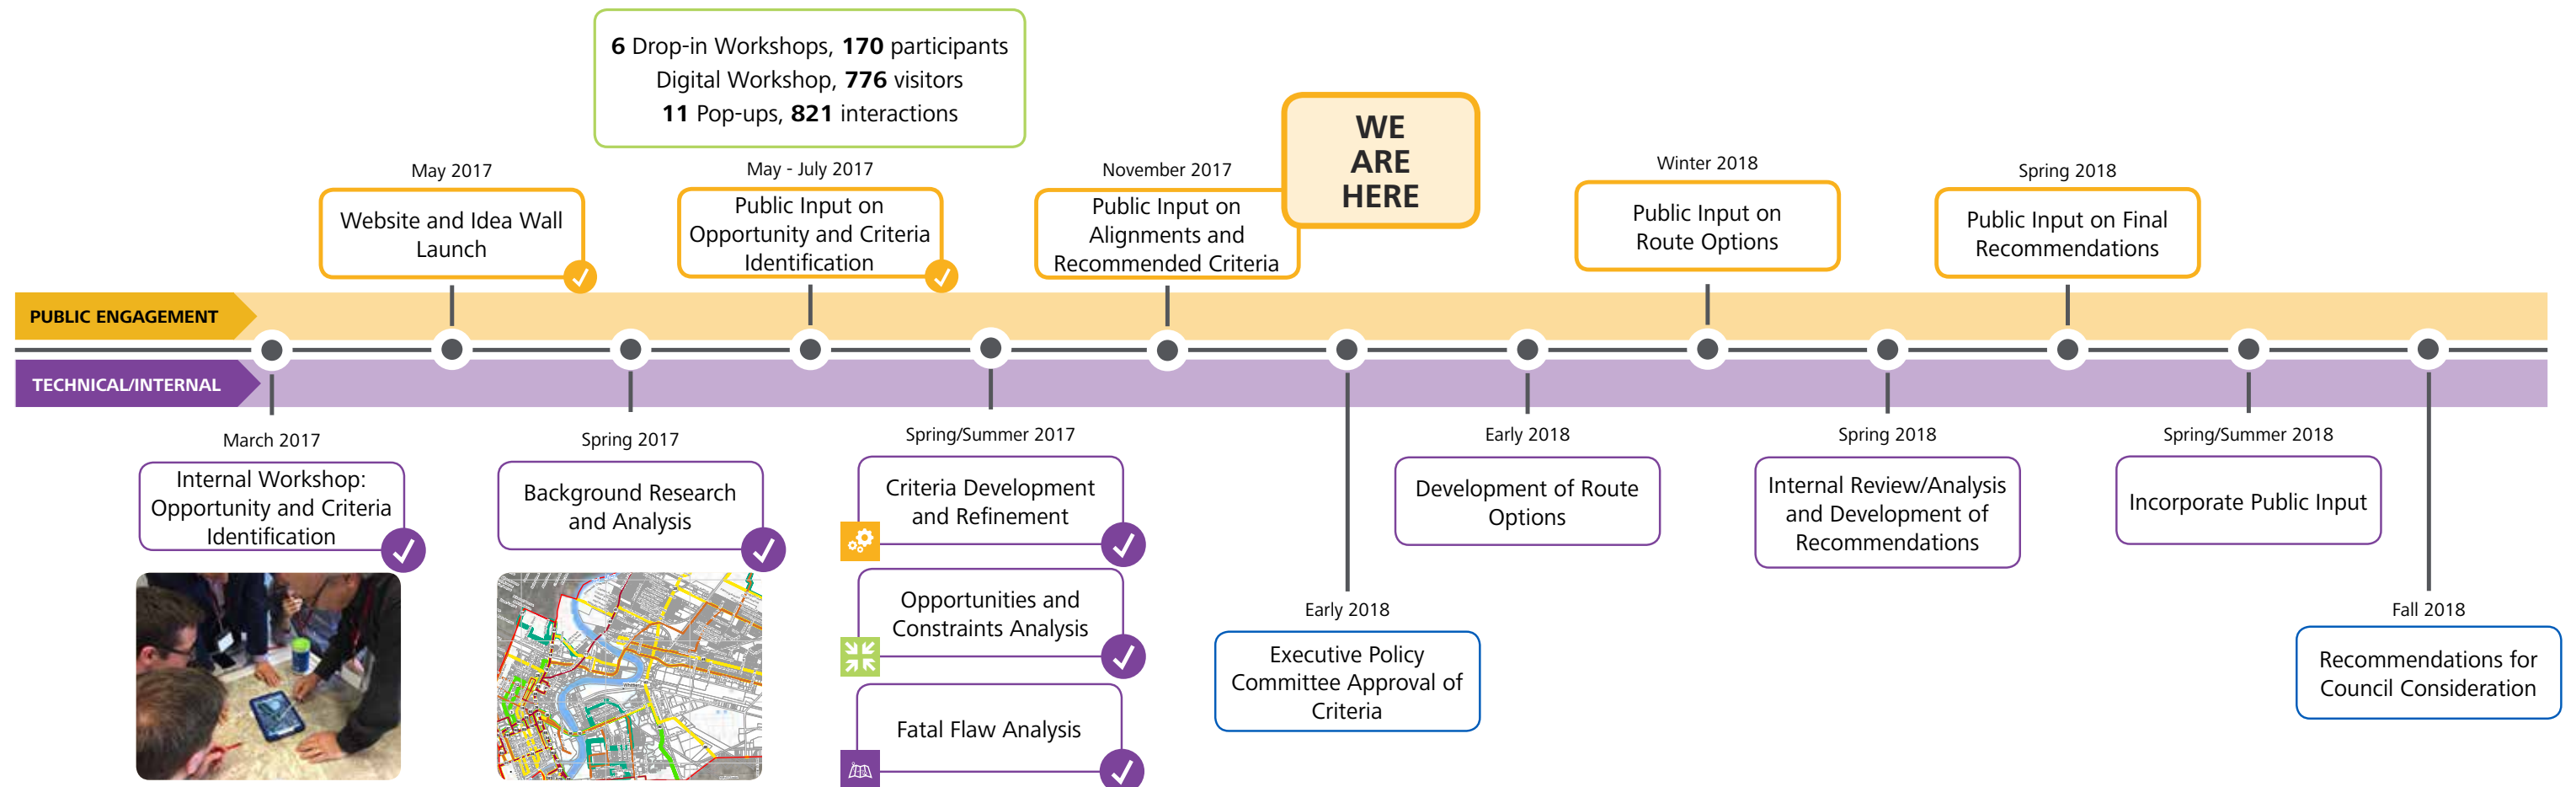 6 Drop-in Workshops, 170 participants
Digital Workshop, 776 visitors
11 Pop-ups, 821 interactions
WE
ARE
HERE
May 2017
Website and Idea Wall
Launch
May - July 2017
Public Input on
Opportunity and Criteria
Identification
November 2017
Public Input on
Alignments and
Recommended Criteria
Winter 2018
Public Input on
Route Options
Spring 2018
Public Input on Final
Recommendations
PUBLIC ENGAGEMENT
TECHNICAL/INTERNAL
March 2017
Internal Workshop:
Opportunity and Criteria
Identification
Spring 2017
Background Research
and Analysis
Spring/Summer 2017
Criteria Development
and Refinement
Opportunities and
Constraints Analysis
Fatal Flaw Analysis
Early 2018
Executive Policy
Committee Approval of
Criteria
Early 2018
Development of Route
Options
Spring 2018
Internal Review/Analysis
and Development of
Recommendations
Spring/Summer 2018
Incorporate Public Input
Fall 2018
Recommendations for
Council Consideration